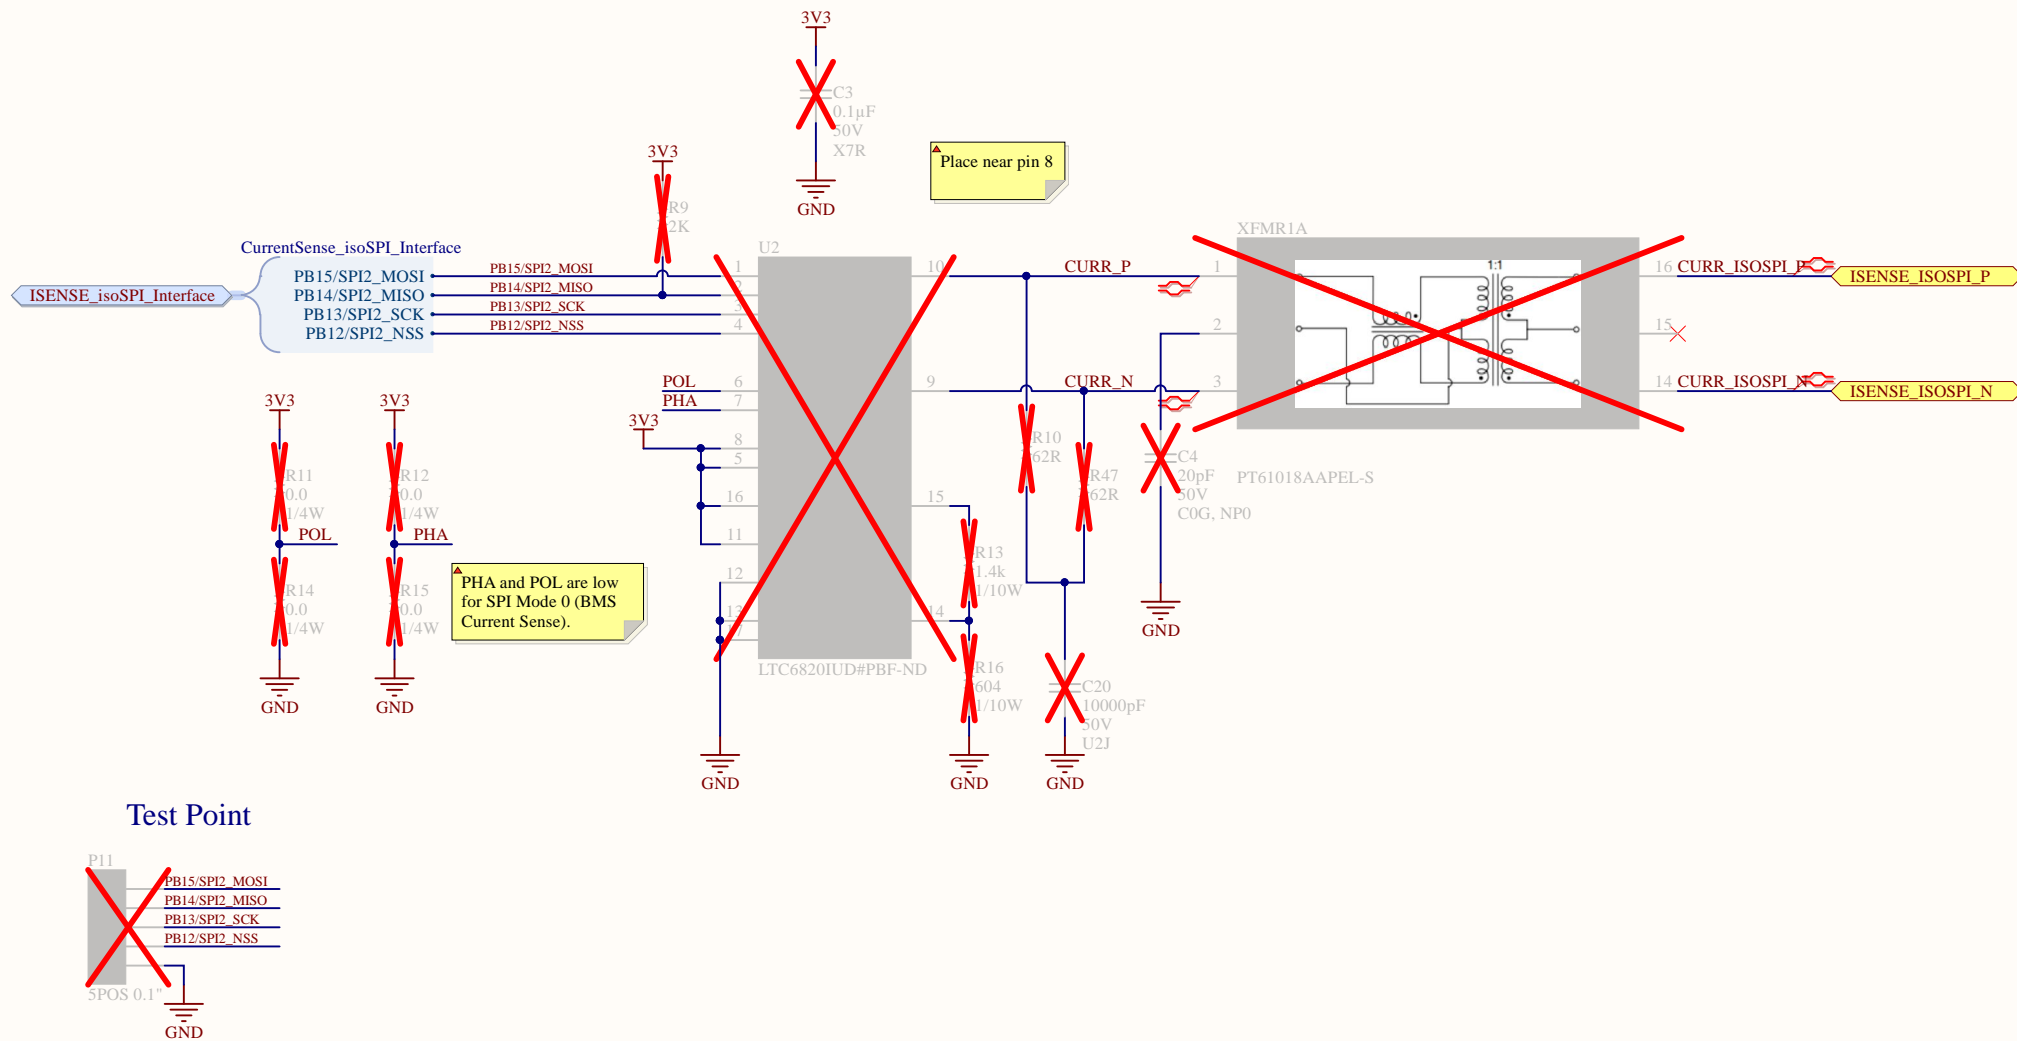 3V3
C3
0.1µF
50V
X7R
GND
Place near pin 8
3V3
R9
2K
CurrentSense_isoSPI_Interface
ISENSE_isoSPI_Interface
PB15/SPI2_MOSI
PB14/SPI2_MISO
PB13/SPI2_SCK
PB12/SPI2_NSS
PB15/SPI2_MOSI
PB14/SPI2_MISO
PB13/SPI2_SCK
PB12/SPI2_NSS
POL
PHA
3V3
U2
1
2
3
4
6
7
8
5
16
11
12
13
17
10
9
15
14
LTC6820IUD#PBF-ND
GND
CURR_P
CURR_N
XFMR1A
1
2
3
1:1
16
15
14
PT61018AAPEL-S
CURR_ISOSPI_P
CURR_ISOSPI_N
ISENSE_ISOSPI_P
ISENSE_ISOSPI_N
R10
62R
R47
62R
C4
20pF
50V
C0G, NP0
GND
R13
1.4k
1/10W
R16
604
1/10W
GND
C20
10000pF
50V
U2J
GND
3V3
R11
0.0
1/4W
POL
R14
0.0
1/4W
GND
3V3
R12
0.0
1/4W
PHA
R15
0.0
1/4W
GND
PHA and POL are low
for SPI Mode 0 (BMS
Current Sense).
Test Point
P11
PB15/SPI2_MOSI
PB14/SPI2_MISO
PB13/SPI2_SCK
PB12/SPI2_NSS
5POS 0.1"
GND